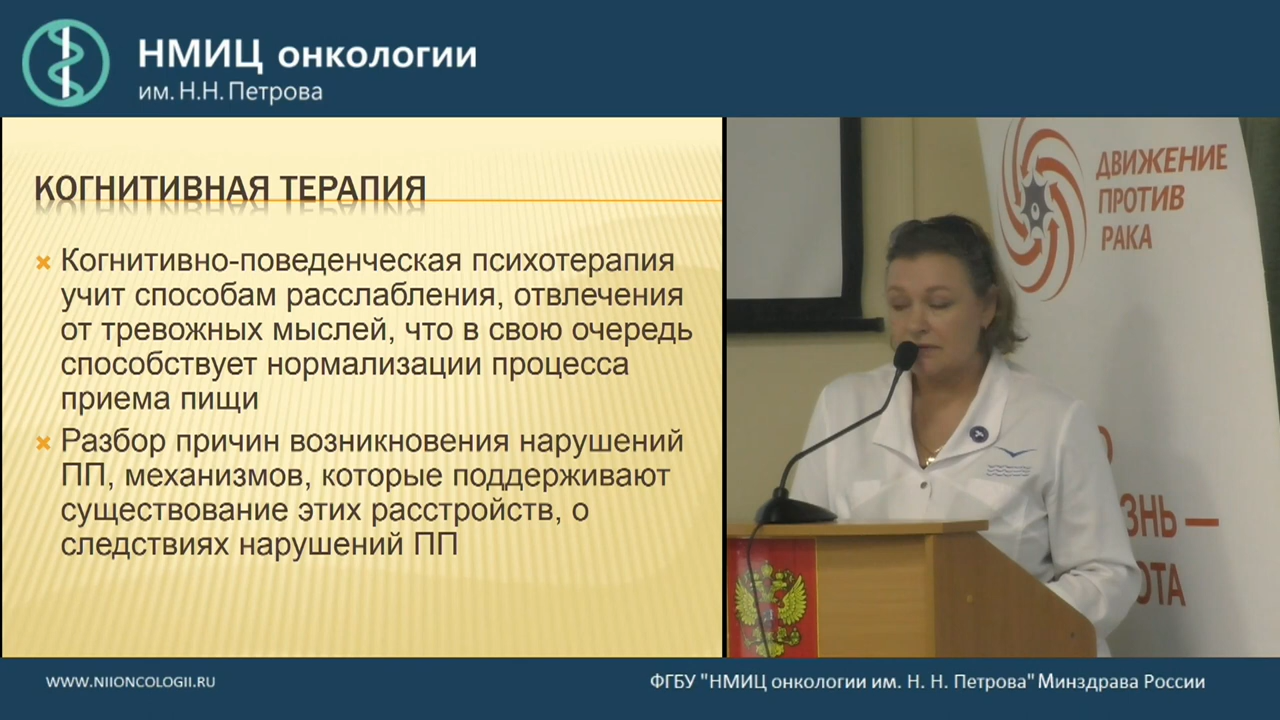 НМИЦ онкологии
им. Н.Н. Петрова
КОГНИТИВНАЯ ТЕРАПИЯ
Когнитивно-поведенческая психотерапия
учит способам расслабления, отвлечения
от тревожных мыслей, что в свою очередь
способствует нормализации процесса
приема пищи
Разбор причин возникновения нарушений
ПП, механизмов, которые поддерживают
существование этих расстройств, о
следствиях нарушений ПП
ДВИЖЕНИЕ
ПРОТИВ
РАКА
WWW.NIIONCOLOGII.RU
ФГБУ "НМИЦ онкологии им. Н. Н. Петрова" Минздрава России